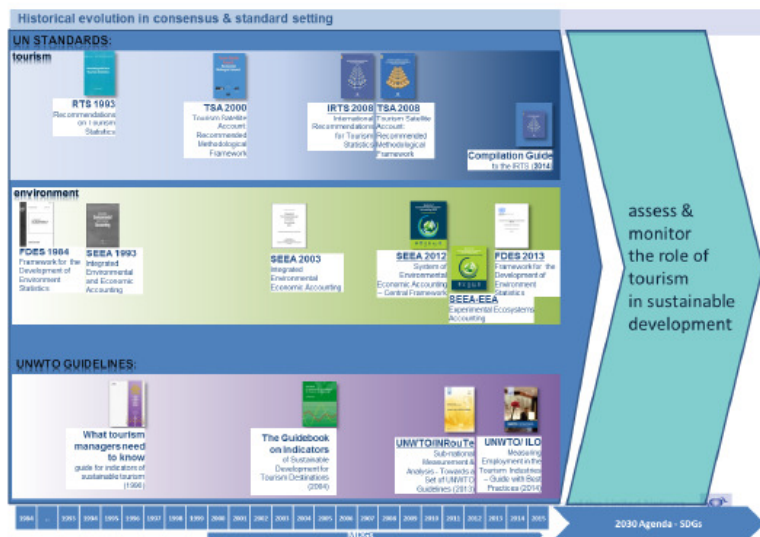 Historical evolution in consensus & standard setting
UN STANDARDS:
tourism
RTS 1993
Recommendations
on Tourism
Statistics
TSA 2000
Tourism Satellite
Account:
Recommended
Methodological
Framework
IRTS 2008
International
Recommendations
for Tourism
Statistics
TSA 2008
Tourism Satellite
Account:
Recommended
Methodological
Framework
Compilation Guide
to the IRTS (2014)
environment
FDES 1984
Framework for the
Development of
Environment
Statistics
SEEA 1993
Integrated
Environmental
and Economic
Accounting
SEEA 2003
Integrated
Environmental
Economic Accounting
SEEA 2012
System of
Environmental
Economic Accounting
– Central Framework
SEEA-EEA
Experimental Ecosystems
Accounting
FDES 2013
Framework for the
Development of
Environment
Statistics
UNWTO GUIDELINES:
What tourism
managers need
to know
guide for indicators of
sustainable tourism
(1996)
The Guidebook
on Indicators
of Sustainable
Development for
Tourism Destinations
(2004)
UNWTO/INRouTe
Sub-national
Measurement &
Analysis – Towards a
Set of UNWTO
Guidelines (2013)
UNWTO/ ILO
Measuring
Employment in the
Tourism Industries
– Guide with Best
Practices (2014)
assess &
monitor
the role of
tourism
in sustainable
development
1984 ... 1993 1994 1995 1996 1997 1998 1999 2000 2001 2002 2003 2004 2005 2006 2007 2008 2009 2010 2011 2012 2013 2014 2015
2030 Agenda - SDGs
MDGs